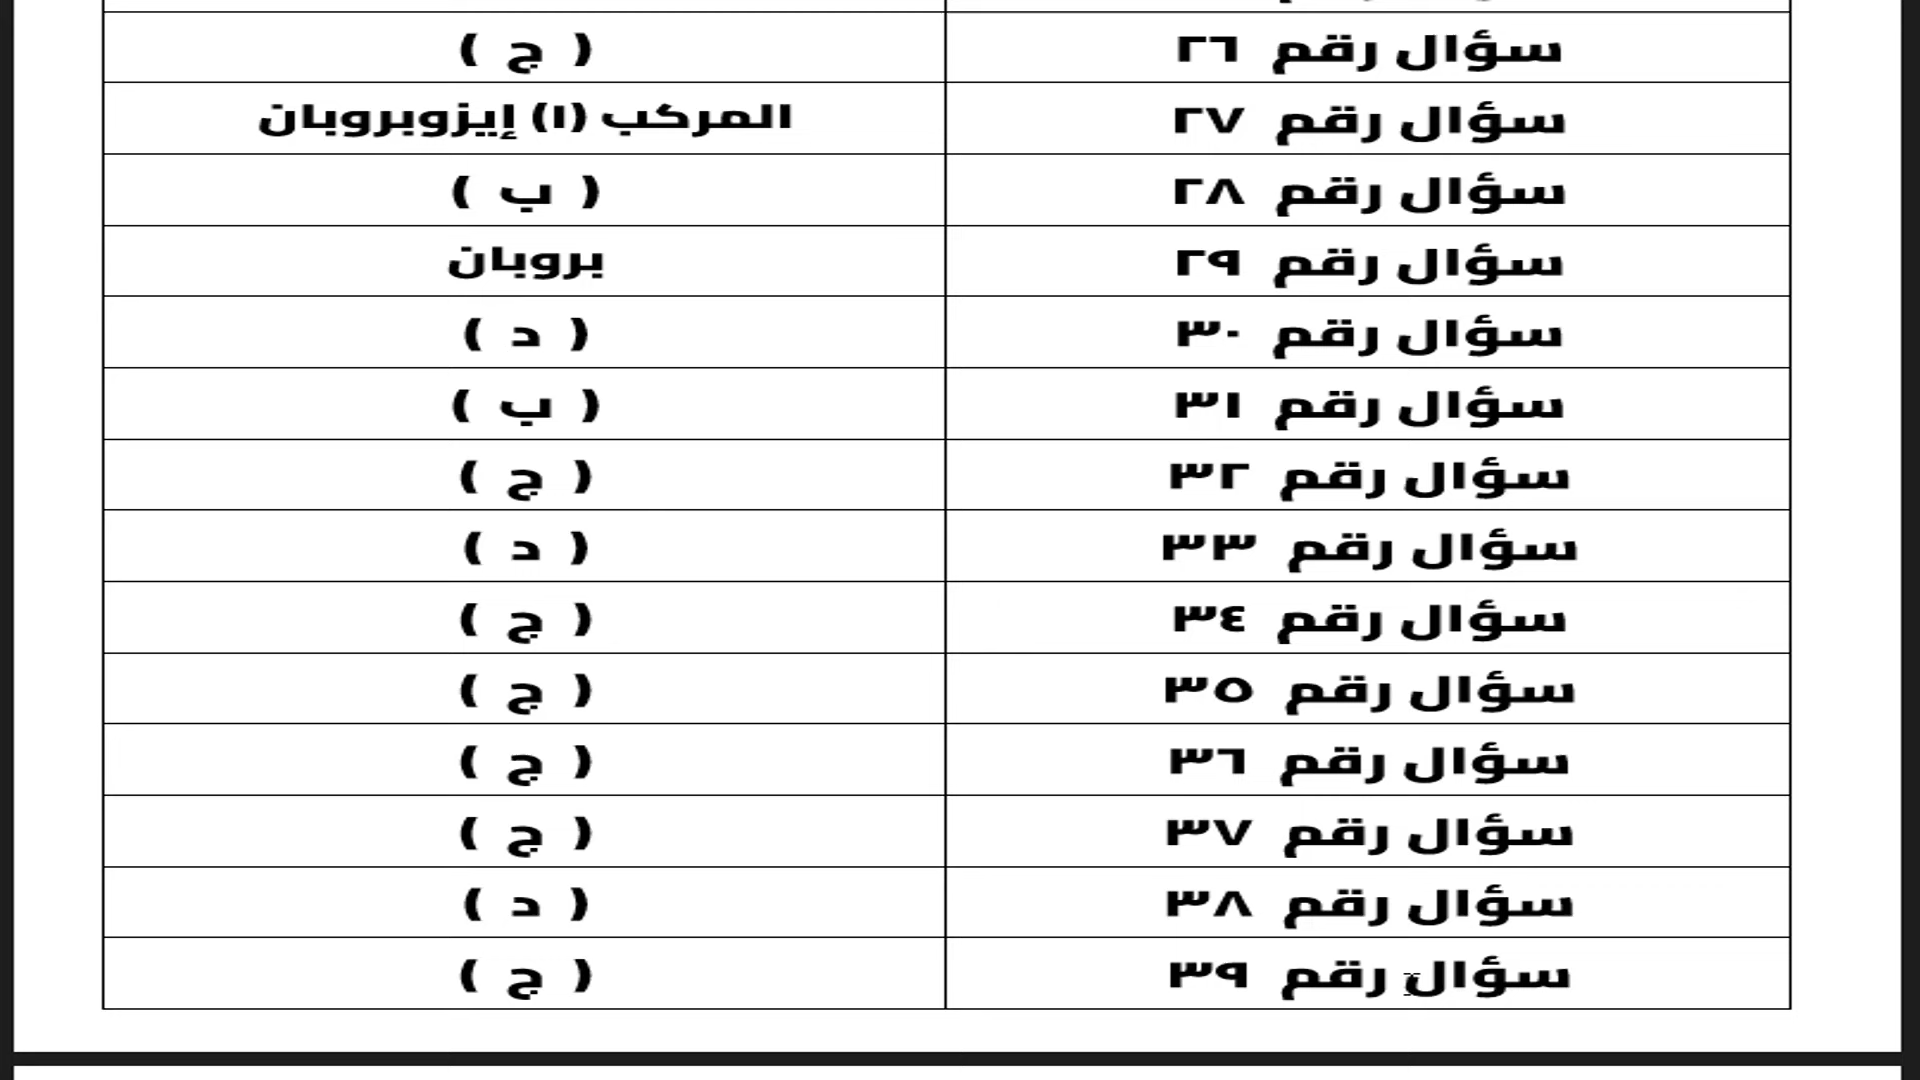 سؤال رقم ٢٦ ( ج )
سؤال رقم ٢٧ المركب (١) إيزوبروبان
سؤال رقم ٢٨ ( ب )
سؤال رقم ٢٩ بروبان
سؤال رقم ٣٠ ( د )
سؤال رقم ٣١ ( ب )
سؤال رقم ٣٢ ( ج )
سؤال رقم ٣٣ ( د )
سؤال رقم ٣٤ ( ج )
سؤال رقم ٣٥ ( ج )
سؤال رقم ٣٦ ( ج )
سؤال رقم ٣٧ ( ج )
سؤال رقم ٣٨ ( د )
سؤال رقم ٣٩ ( ج )